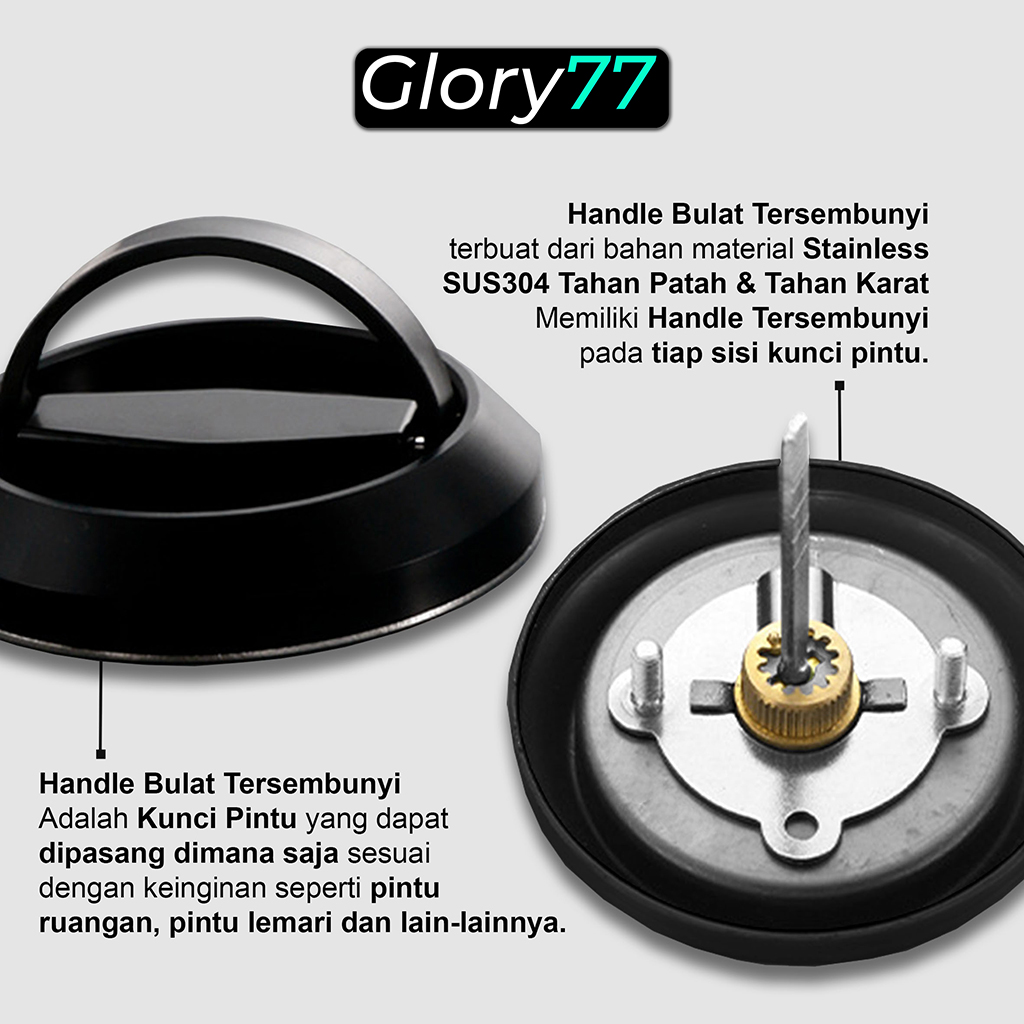 Glory77
Handle Bulat Tersembunyi
terbuat dari bahan material Stainless
SUS304 Tahan Patah & Tahan Karat
Memiliki Handle Tersembunyi
pada tiap sisi kunci pintu.
Handle Bulat Tersembunyi
Adalah Kunci Pintu yang dapat
dipasang dimana saja sesuai
dengan keinginan seperti pintu
ruangan, pintu lemari dan lain-lainnya.